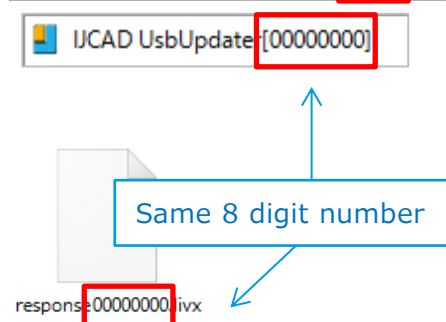 IJCAD UsbUpdater[00000000]
Same 8 digit number
response00000000.ivx